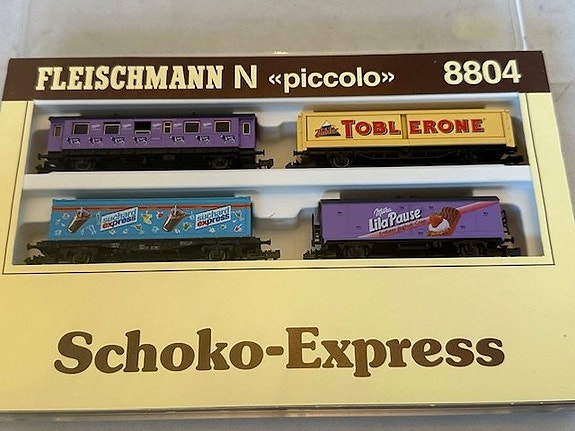 FLEISCHMANN N «piccolo» 8804
TOBLERONE
suchard express
suchard express
Milka
Lila Pause
Schoko-Express